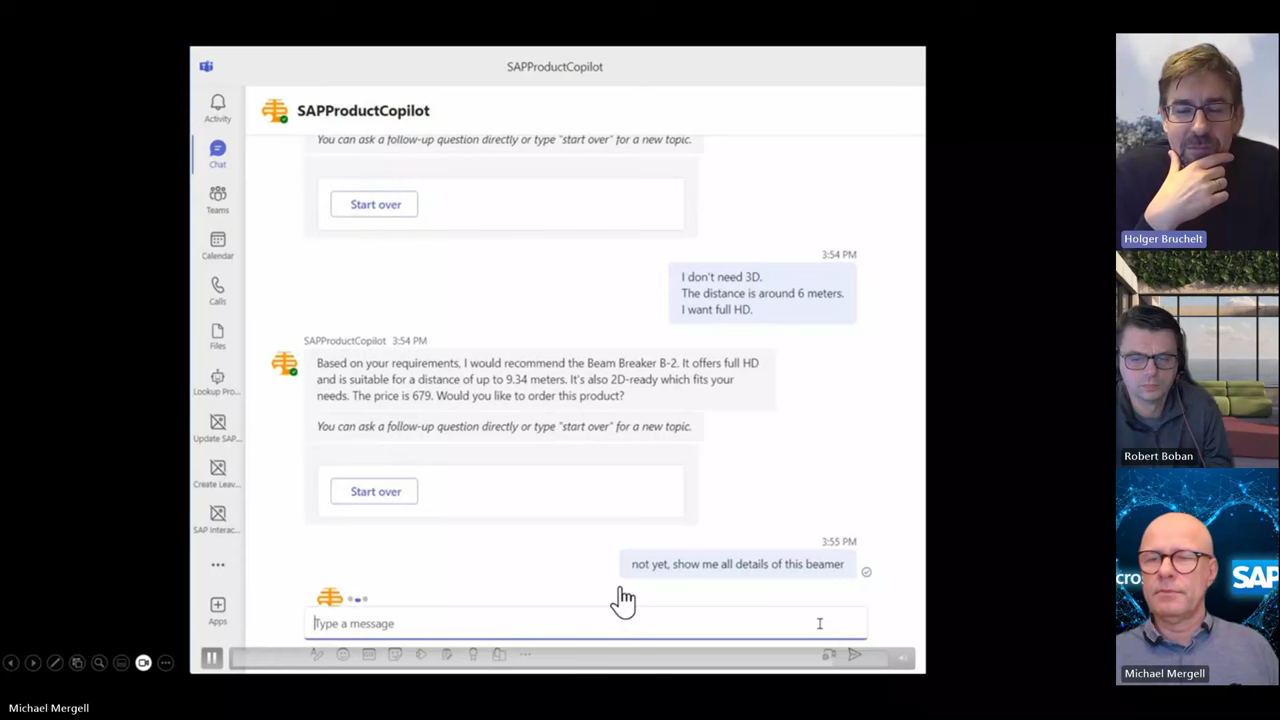 SAPProductCopilot
SAPProductCopilot
Activity
Chat
Teams
Calendar
Calls
Files
Lookup Pro...
Update SAP...
Create Leav...
SAP Interac...
Apps
You can ask a follow-up question directly or type "start over" for a new topic.
Start over
3:54 PM
I don't need 3D.
The distance is around 6 meters.
I want full HD.
SAPProductCopilot 3:54 PM
Based on your requirements, I would recommend the Beam Breaker B-2. It offers full HD
and is suitable for a distance of up to 9.34 meters. It's also 2D-ready which fits your
needs. The price is 679. Would you like to order this product?
You can ask a follow-up question directly or type "start over" for a new topic.
Start over
3:55 PM
not yet, show me all details of this beamer
Type a message
Holger Bruchelt
Robert Boban
cros
SAP
Michael Mergell
Michael Mergell